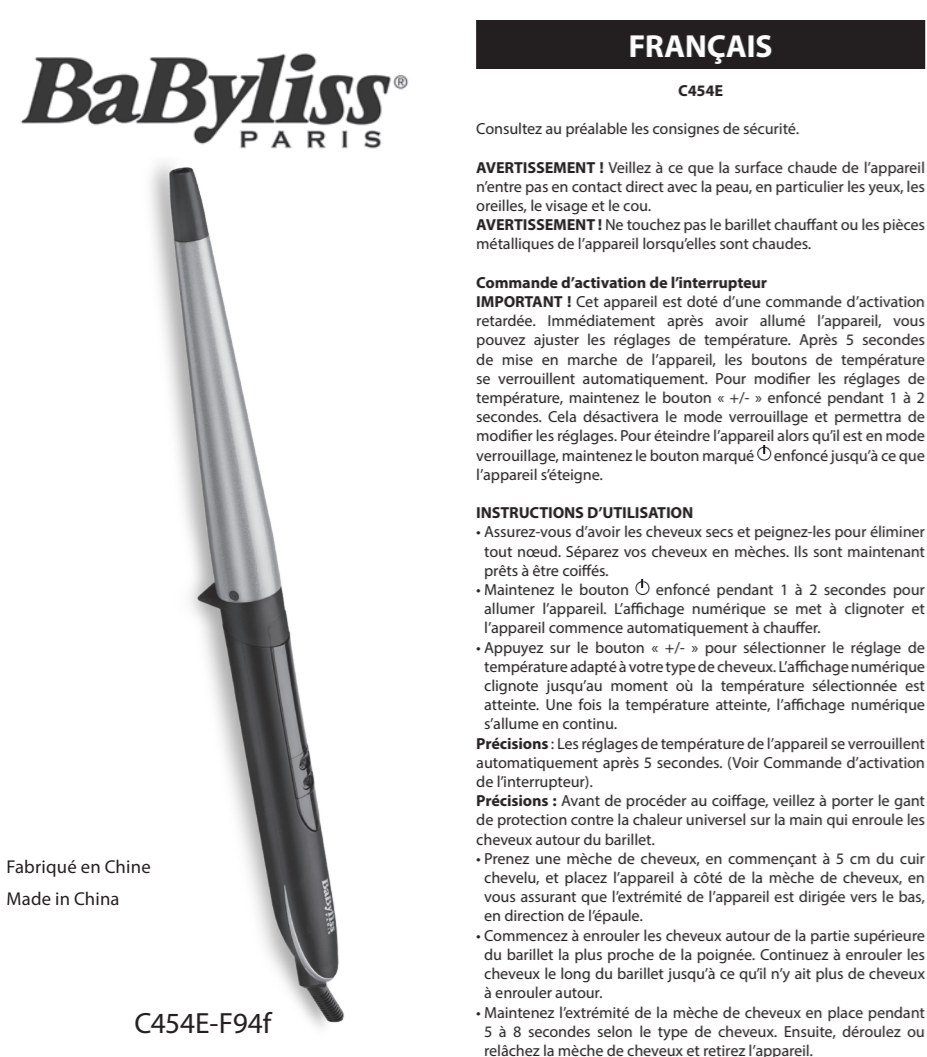 BaByliss®
PARIS
BaByliss
Fabriqué en Chine
Made in China
C454E-F94f
FRANÇAIS
C454E
Consultez au préalable les consignes de sécurité.
AVERTISSEMENT ! Veillez à ce que la surface chaude de l'appareil
n'entre pas en contact direct avec la peau, en particulier les yeux, les
oreilles, le visage et le cou.
AVERTISSEMENT ! Ne touchez pas le barillet chauffant ou les pièces
métalliques de l'appareil lorsqu'elles sont chaudes.
Commande d'activation de l'interrupteur
IMPORTANT ! Cet appareil est doté d'une commande d'activation
retardée. Immédiatement après avoir allumé l'appareil, vous
pouvez ajuster les réglages de température. Après 5 secondes
de mise en marche de l'appareil, les boutons de température
se verrouillent automatiquement. Pour modifier les réglages de
température, maintenez le bouton « +/- » enfoncé pendant 1 à 2
secondes. Cela désactivera le mode verrouillage et permettra de
modifier les réglages. Pour éteindre l'appareil alors qu'il est en mode
verrouillage, maintenez le bouton marqué enfoncé jusqu'à ce que
l'appareil s'éteigne.
INSTRUCTIONS D'UTILISATION
• Assurez-vous d'avoir les cheveux secs et peignez-les pour éliminer
tout nœud. Séparez vos cheveux en mèches. Ils sont maintenant
prêts à être coiffés.
• Maintenez le bouton enfoncé pendant 1 à 2 secondes pour
allumer l'appareil. L'affichage numérique se met à clignoter et
l'appareil commence automatiquement à chauffer.
• Appuyez sur le bouton « +/- » pour sélectionner le réglage de
température adapté à votre type de cheveux. L'affichage numérique
clignote jusqu'au moment où la température sélectionnée est
atteinte. Une fois la température atteinte, l'affichage numérique
s'allume en continu.
Précisions : Les réglages de température de l'appareil se verrouillent
automatiquement après 5 secondes. (Voir Commande d'activation
de l'interrupteur).
Précisions : Avant de procéder au coiffage, veillez à porter le gant
de protection contre la chaleur universel sur la main qui enroule les
cheveux autour du barillet.
• Prenez une mèche de cheveux, en commençant à 5 cm du cuir
chevelu, et placez l'appareil à côté de la mèche de cheveux, en
vous assurant que l'extrémité de l'appareil est dirigée vers le bas,
en direction de l'épaule.
• Commencez à enrouler les cheveux autour de la partie supérieure
du barillet la plus proche de la poignée. Continuez à enrouler les
cheveux le long du barillet jusqu'à ce qu'il n'y ait plus de cheveux
à enrouler autour.
• Maintenez l'extrémité de la mèche de cheveux en place pendant
5 à 8 secondes selon le type de cheveux. Ensuite, déroulez ou
relâchez la mèche de cheveux et retirez l'appareil.